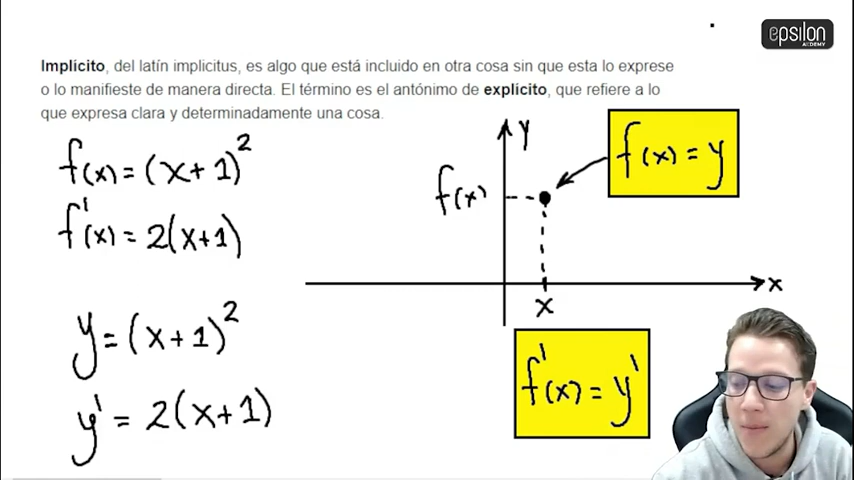 epsilon
ACADEMY
Implícito, del latín implicitus, es algo que está incluido en otra cosa sin que esta lo exprese
o lo manifieste de manera directa. El término es el antónimo de explícito, que refiere a lo
que expresa clara y determinadamente una cosa.
f(x) = (x+1)²
f'(x) = 2(x+1)
y = (x+1)²
y' = 2(x+1)
y
f(x)
f(x) = y
x
x
f'(x) = y'